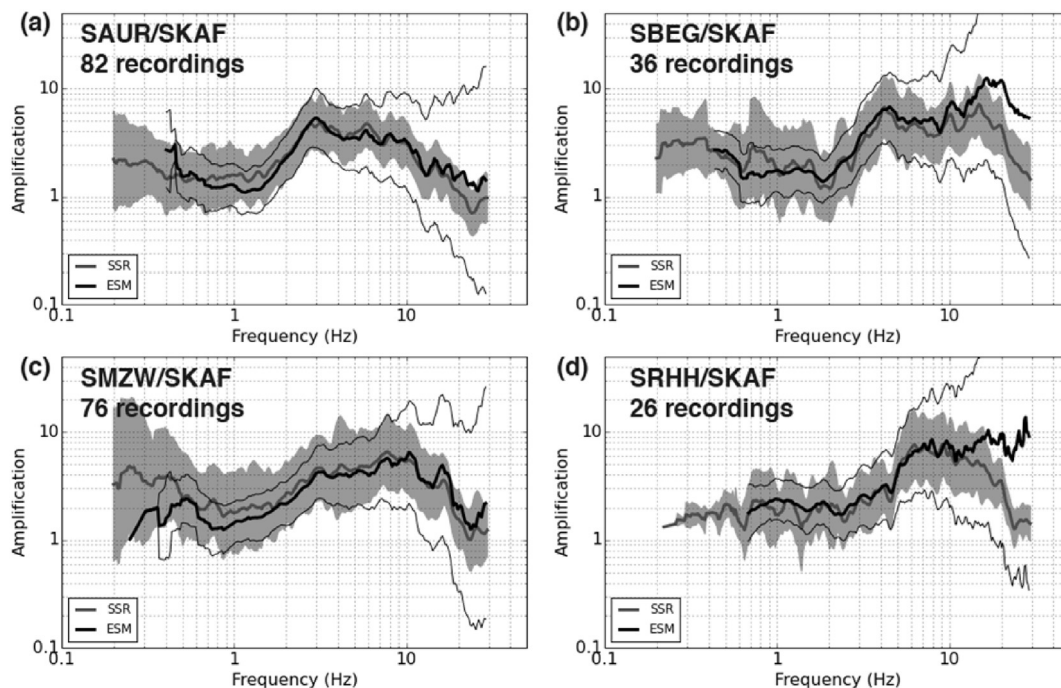 (a) SAUR/SKAF
82 recordings
10
1
0.1
Amplification
SSR
ESM
0.1 1 10
Frequency (Hz)
(b) SBEG/SKAF
36 recordings
10
1
0.1
Amplification
SSR
ESM
0.1 1 10
Frequency (Hz)
(c) SMZW/SKAF
76 recordings
10
1
0.1
Amplification
SSR
ESM
0.1 1 10
Frequency (Hz)
(d) SRHH/SKAF
26 recordings
10
1
0.1
Amplification
SSR
ESM
0.1 1 10
Frequency (Hz)